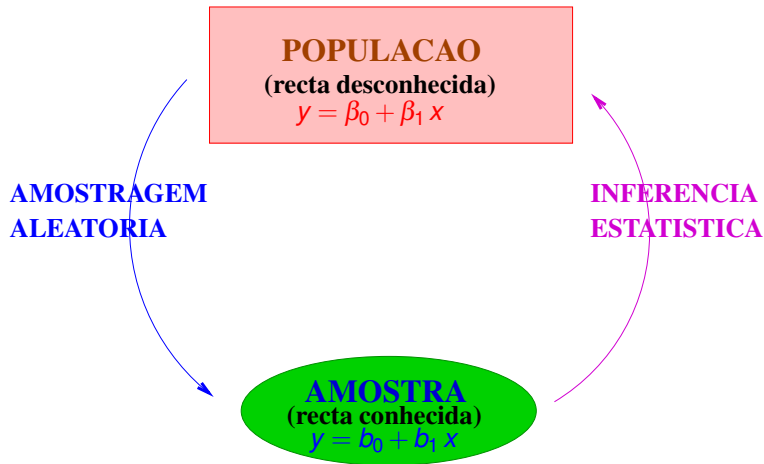 POPULACAO
(recta desconhecida)
y = β₀ + β₁ x
AMOSTRAGEM
ALEATORIA
INFERENCIA
ESTATISTICA
AMOSTRA
(recta conhecida)
y = b₀ + b₁ x